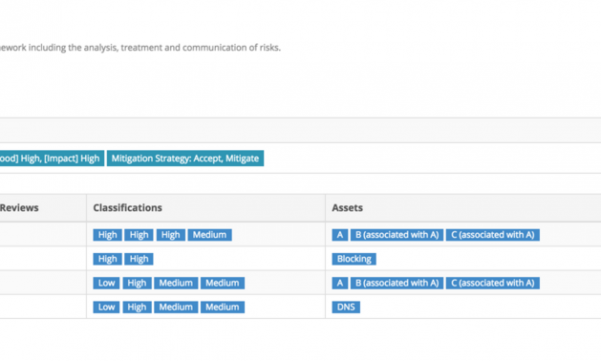 including the analysis, treatment and communication of risks.
High, [Impact] High Mitigation Strategy: Accept, Mitigate
Reviews Classifications Assets
High High High Medium A B (associated with A) C (associated with A)
High High Blocking
Low High Medium Medium A B (associated with A) C (associated with A)
Low High Medium Medium DNS